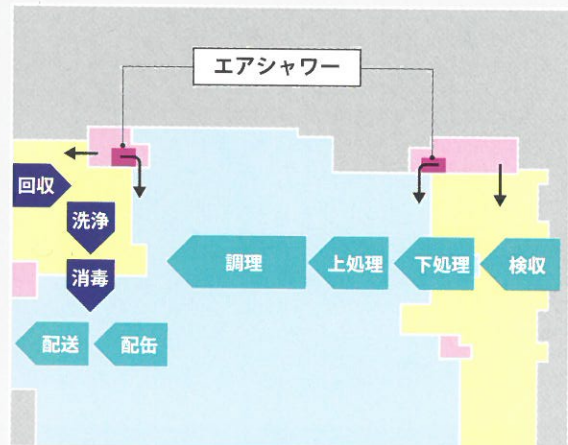 エアシャワー
回収
洗浄
消毒
調理
上処理
下処理
検収
配送
配缶